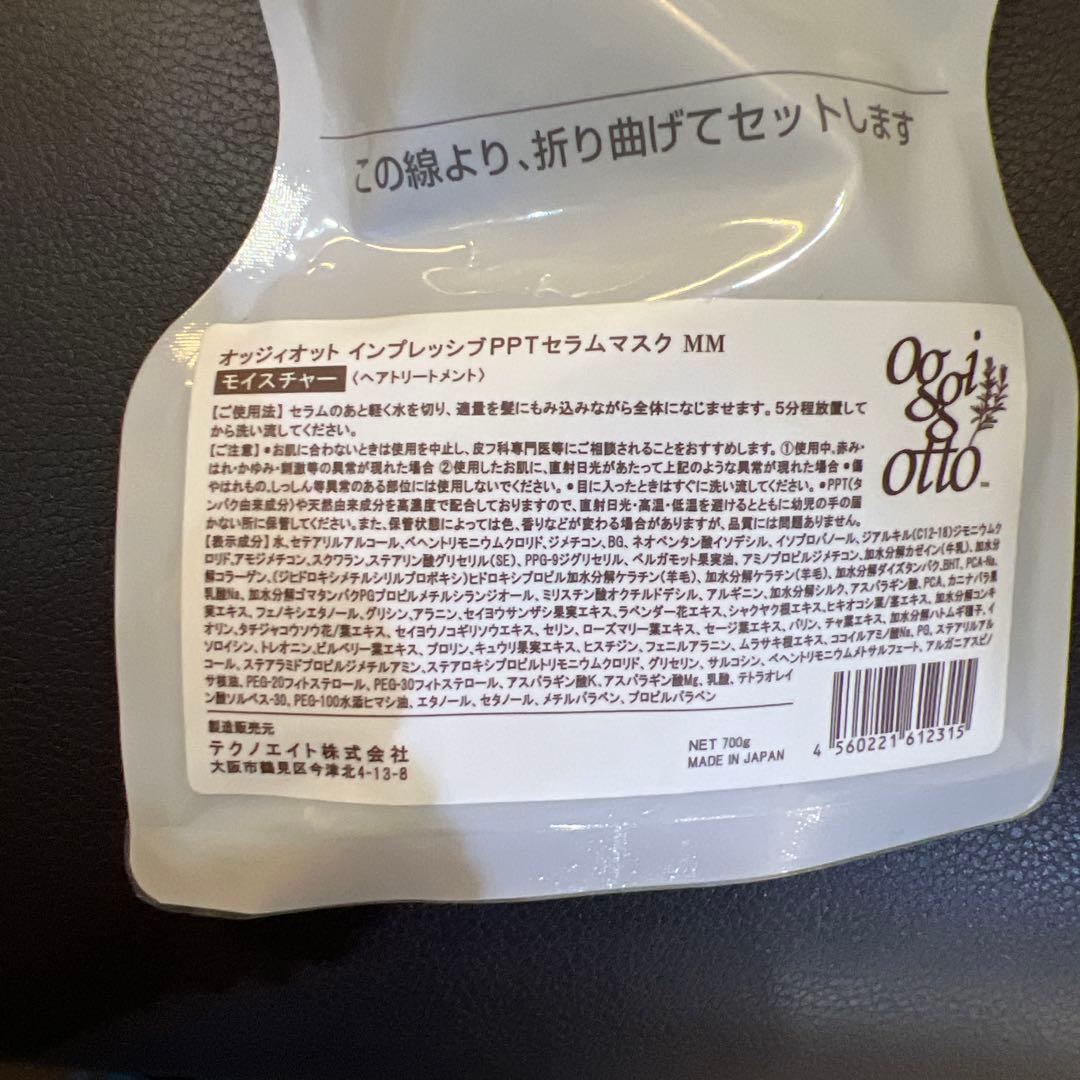 この線より、折り曲げてセットします
オッジィオット インプレッシブPPTセラムマスク MM
モイスチャー 〈ヘアトリートメント〉
oggi
otto™
【ご使用法】セラムのあと軽く水を切り、適量を髪にもみ込みながら全体になじませます。5分程放置して
から洗い流してください。
【ご注意】●お肌に合わないときは使用を中止し、皮フ科専門医等にご相談されることをおすすめします。①使用中、赤み・
はれ・かゆみ・刺激等の異常が現れた場合 ②使用したお肌に、直射日光があたって上記のような異常が現れた場合 ●傷
やはれもの、しっしん等異常のある部位には使用しないでください。●目に入ったときはすぐに洗い流してください。●PPT(タ
ンパク由来成分)や天然由来成分を高濃度で配合しておりますので、直射日光・高温・低温を避けるとともに幼児の手の届
かない所に保管してください。また、保管状態によっては色、香りなどが変わる場合がありますが、品質には問題ありません。
【表示成分】水、セテアリルアルコール、ベヘントリモニウムクロリド、ジメチコン、BG、ネオペンタン酸イソデシル、イソプロパノール、ジアルキル(C12-18)ジモニウムク
ロリド、アモジメチコン、スクワラン、ステアリン酸グリセリル(SE)、PPG-9ジグリセリル、ベルガモット果実油、アミノプロピルジメチコン、加水分解カゼイン(牛乳)、加水分
解コラーゲン、(ジヒドロキシメチルシリルプロポキシ)ヒドロキシプロピル加水分解ケラチン(羊毛)、加水分解ケラチン(羊毛)、加水分解ダイズタンパク、BHT、PCA-Na、
乳酸Na、加水分解ゴマタンパクPGプロピルメチルシランジオール、ミリスチン酸オクチルドデシル、アルギニン、加水分解シルク、アスパラギン酸、PCA、カニナバラ果
実エキス、フェノキシエタノール、グリシン、アラニン、セイヨウサンザシ果実エキス、ラベンダー花エキス、シャクヤク根エキス、ヒキオコシ葉/茎エキス、加水分解コンキ
オリン、タチジャコウソウ花/葉エキス、セイヨウノコギリソウエキス、セリン、ローズマリー葉エキス、セージ葉エキス、バリン、チャ葉エキス、加水分解ハトムギ種子、イ
ソロイシン、トレオニン、ビルベリー葉エキス、プロリン、キュウリ果実エキス、ヒスチジン、フェニルアラニン、ムラサキ根エキス、ココイルアミノ酸Na、PG、ステアリルアル
コール、ステアラミドプロピルジメチルアミン、ステアロキシプロピルトリモニウムクロリド、グリセリン、サルコシン、ベヘントリモニウムメトサルフェート、アルガニアスピノ
サ核油、PEG-20フィトステロール、PEG-30フィトステロール、アスパラギン酸K、アスパラギン酸Mg、乳酸、テトラオレイ
ン酸ソルベス-30、PEG-100水添ヒマシ油、エタノール、セタノール、メチルパラベン、プロピルパラベン
製造販売元
テクノエイト株式会社
大阪市鶴見区今津北4-13-8
NET 700g
MADE IN JAPAN
4 560221 612315